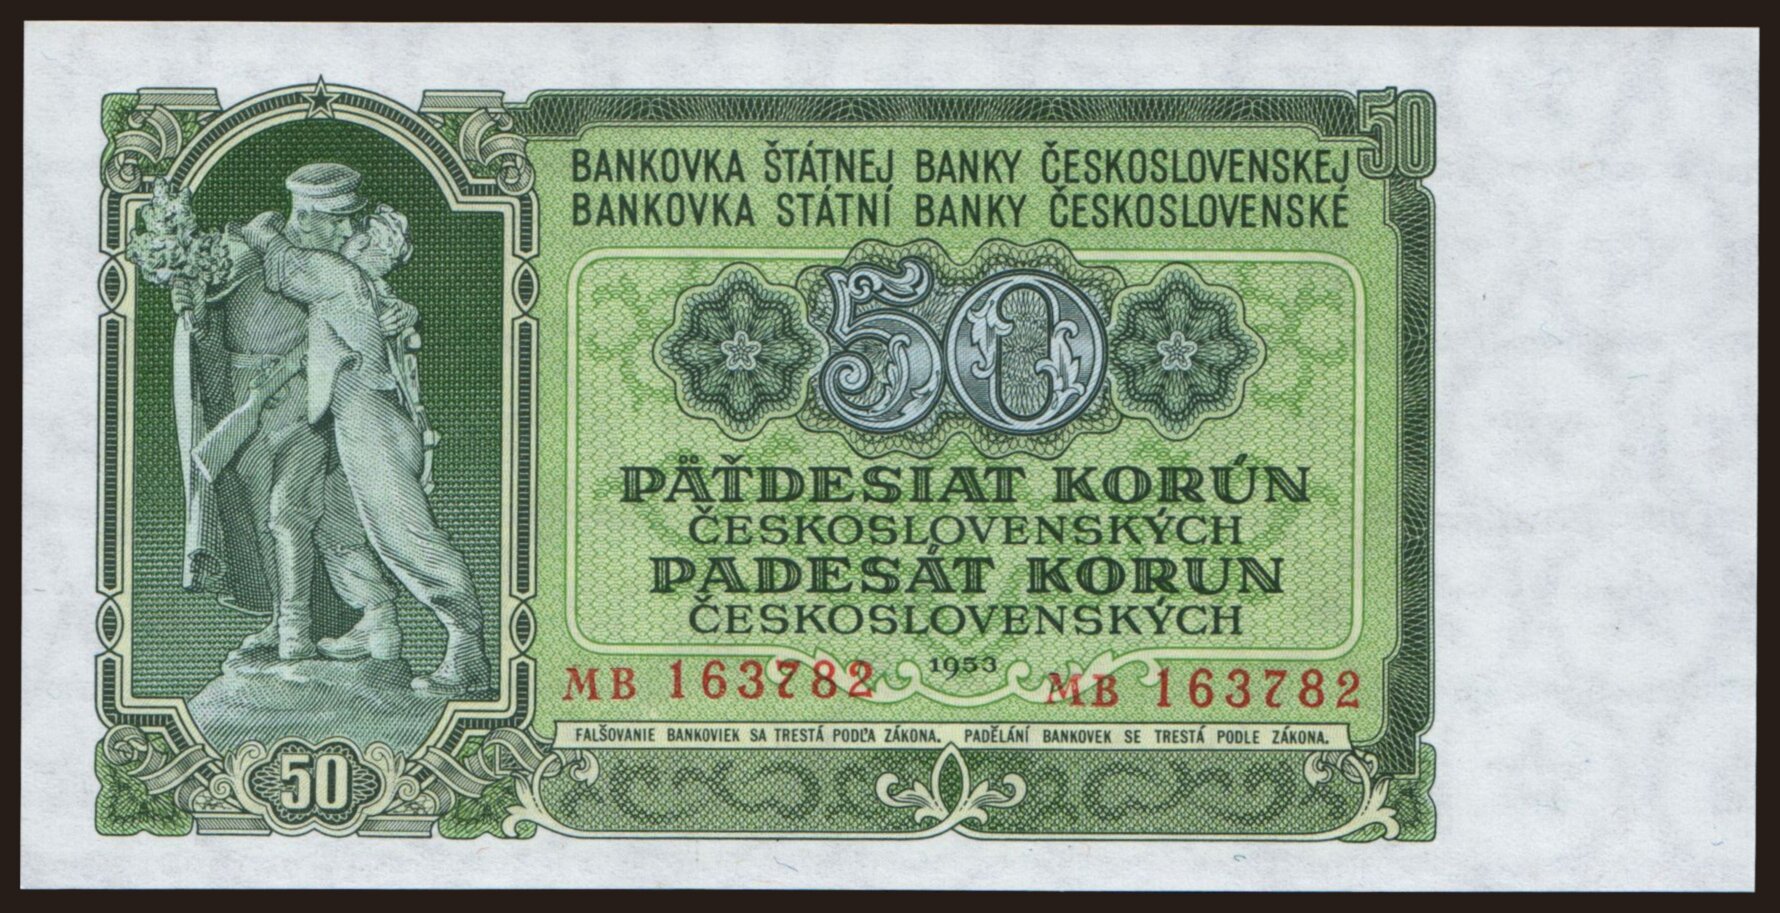 50
BANKOVKA ŠTÁTNEJ BANKY ČESKOSLOVENSKEJ
BANKOVKA STÁTNÍ BANKY ČESKOSLOVENSKÉ
50
PÄŤDESIAT KORÚN
ČESKOSLOVENSKÝCH
PADESÁT KORUN
ČESKOSLOVENSKÝCH
1953
MB 163782 MB 163782
FALŠOVANIE BANKOVIEK SA TRESTÁ PODĽA ZÁKONA. PADĚLÁNÍ BANKOVEK SE TRESTÁ PODLE ZÁKONA.
50